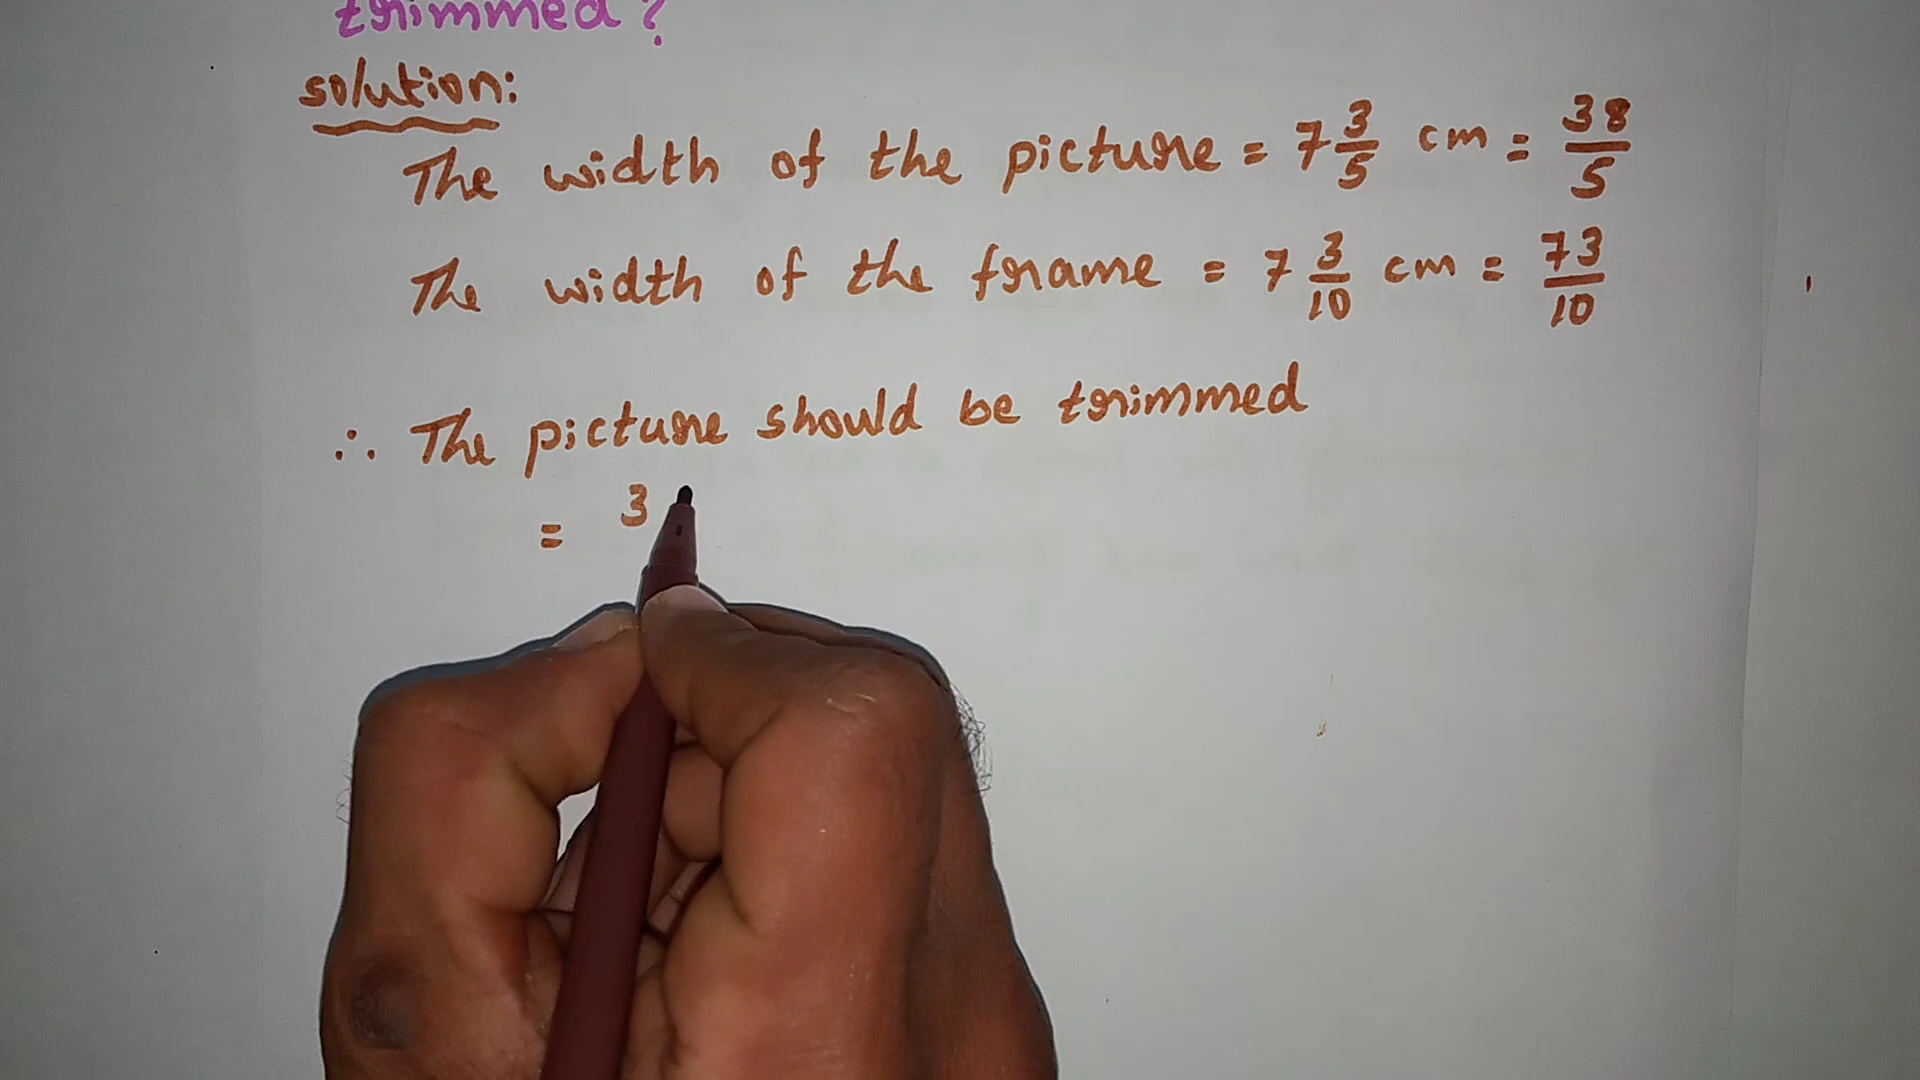 trimmed?
solution:
The width of the picture = 7 3/5 cm = 38/5
The width of the frame = 7 3/10 cm = 73/10
∴ The picture should be trimmed
= 3